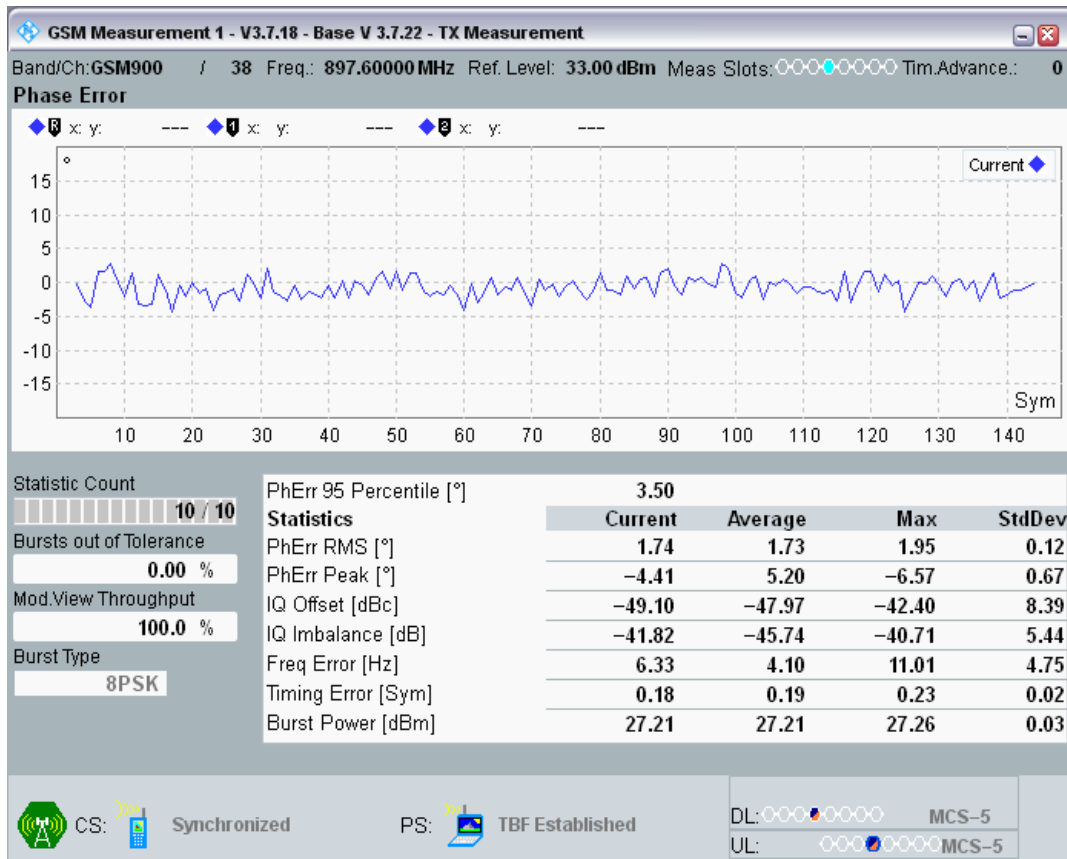 GSM Measurement 1 - V3.7.18 - Base V 3.7.22 - TX Measurement
Band/Ch:GSM900 / 38 Freq.: 897.60000 MHz Ref. Level: 33.00 dBm Meas Slots: Tim.Advance.: 0
Phase Error
R x: y: --- 1 x: y: --- 2 x: y: ---
°
Current
15
10
5
0
-5
-10
-15
Sym
10 20 30 40 50 60 70 80 90 100 110 120 130 140
Statistic Count
10 / 10
Bursts out of Tolerance
0.00 %
Mod.View Throughput
100.0 %
Burst Type
8PSK
PhErr 95 Percentile [°] 3.50
Statistics Current Average Max StdDev
PhErr RMS [°] 1.74 1.73 1.95 0.12
PhErr Peak [°] −4.41 5.20 −6.57 0.67
IQ Offset [dBc] −49.10 −47.97 −42.40 8.39
IQ Imbalance [dB] −41.82 −45.74 −40.71 5.44
Freq Error [Hz] 6.33 4.10 11.01 4.75
Timing Error [Sym] 0.18 0.19 0.23 0.02
Burst Power [dBm] 27.21 27.21 27.26 0.03
CS: Synchronized PS: TBF Established
DL: MCS−5
UL: MCS−5